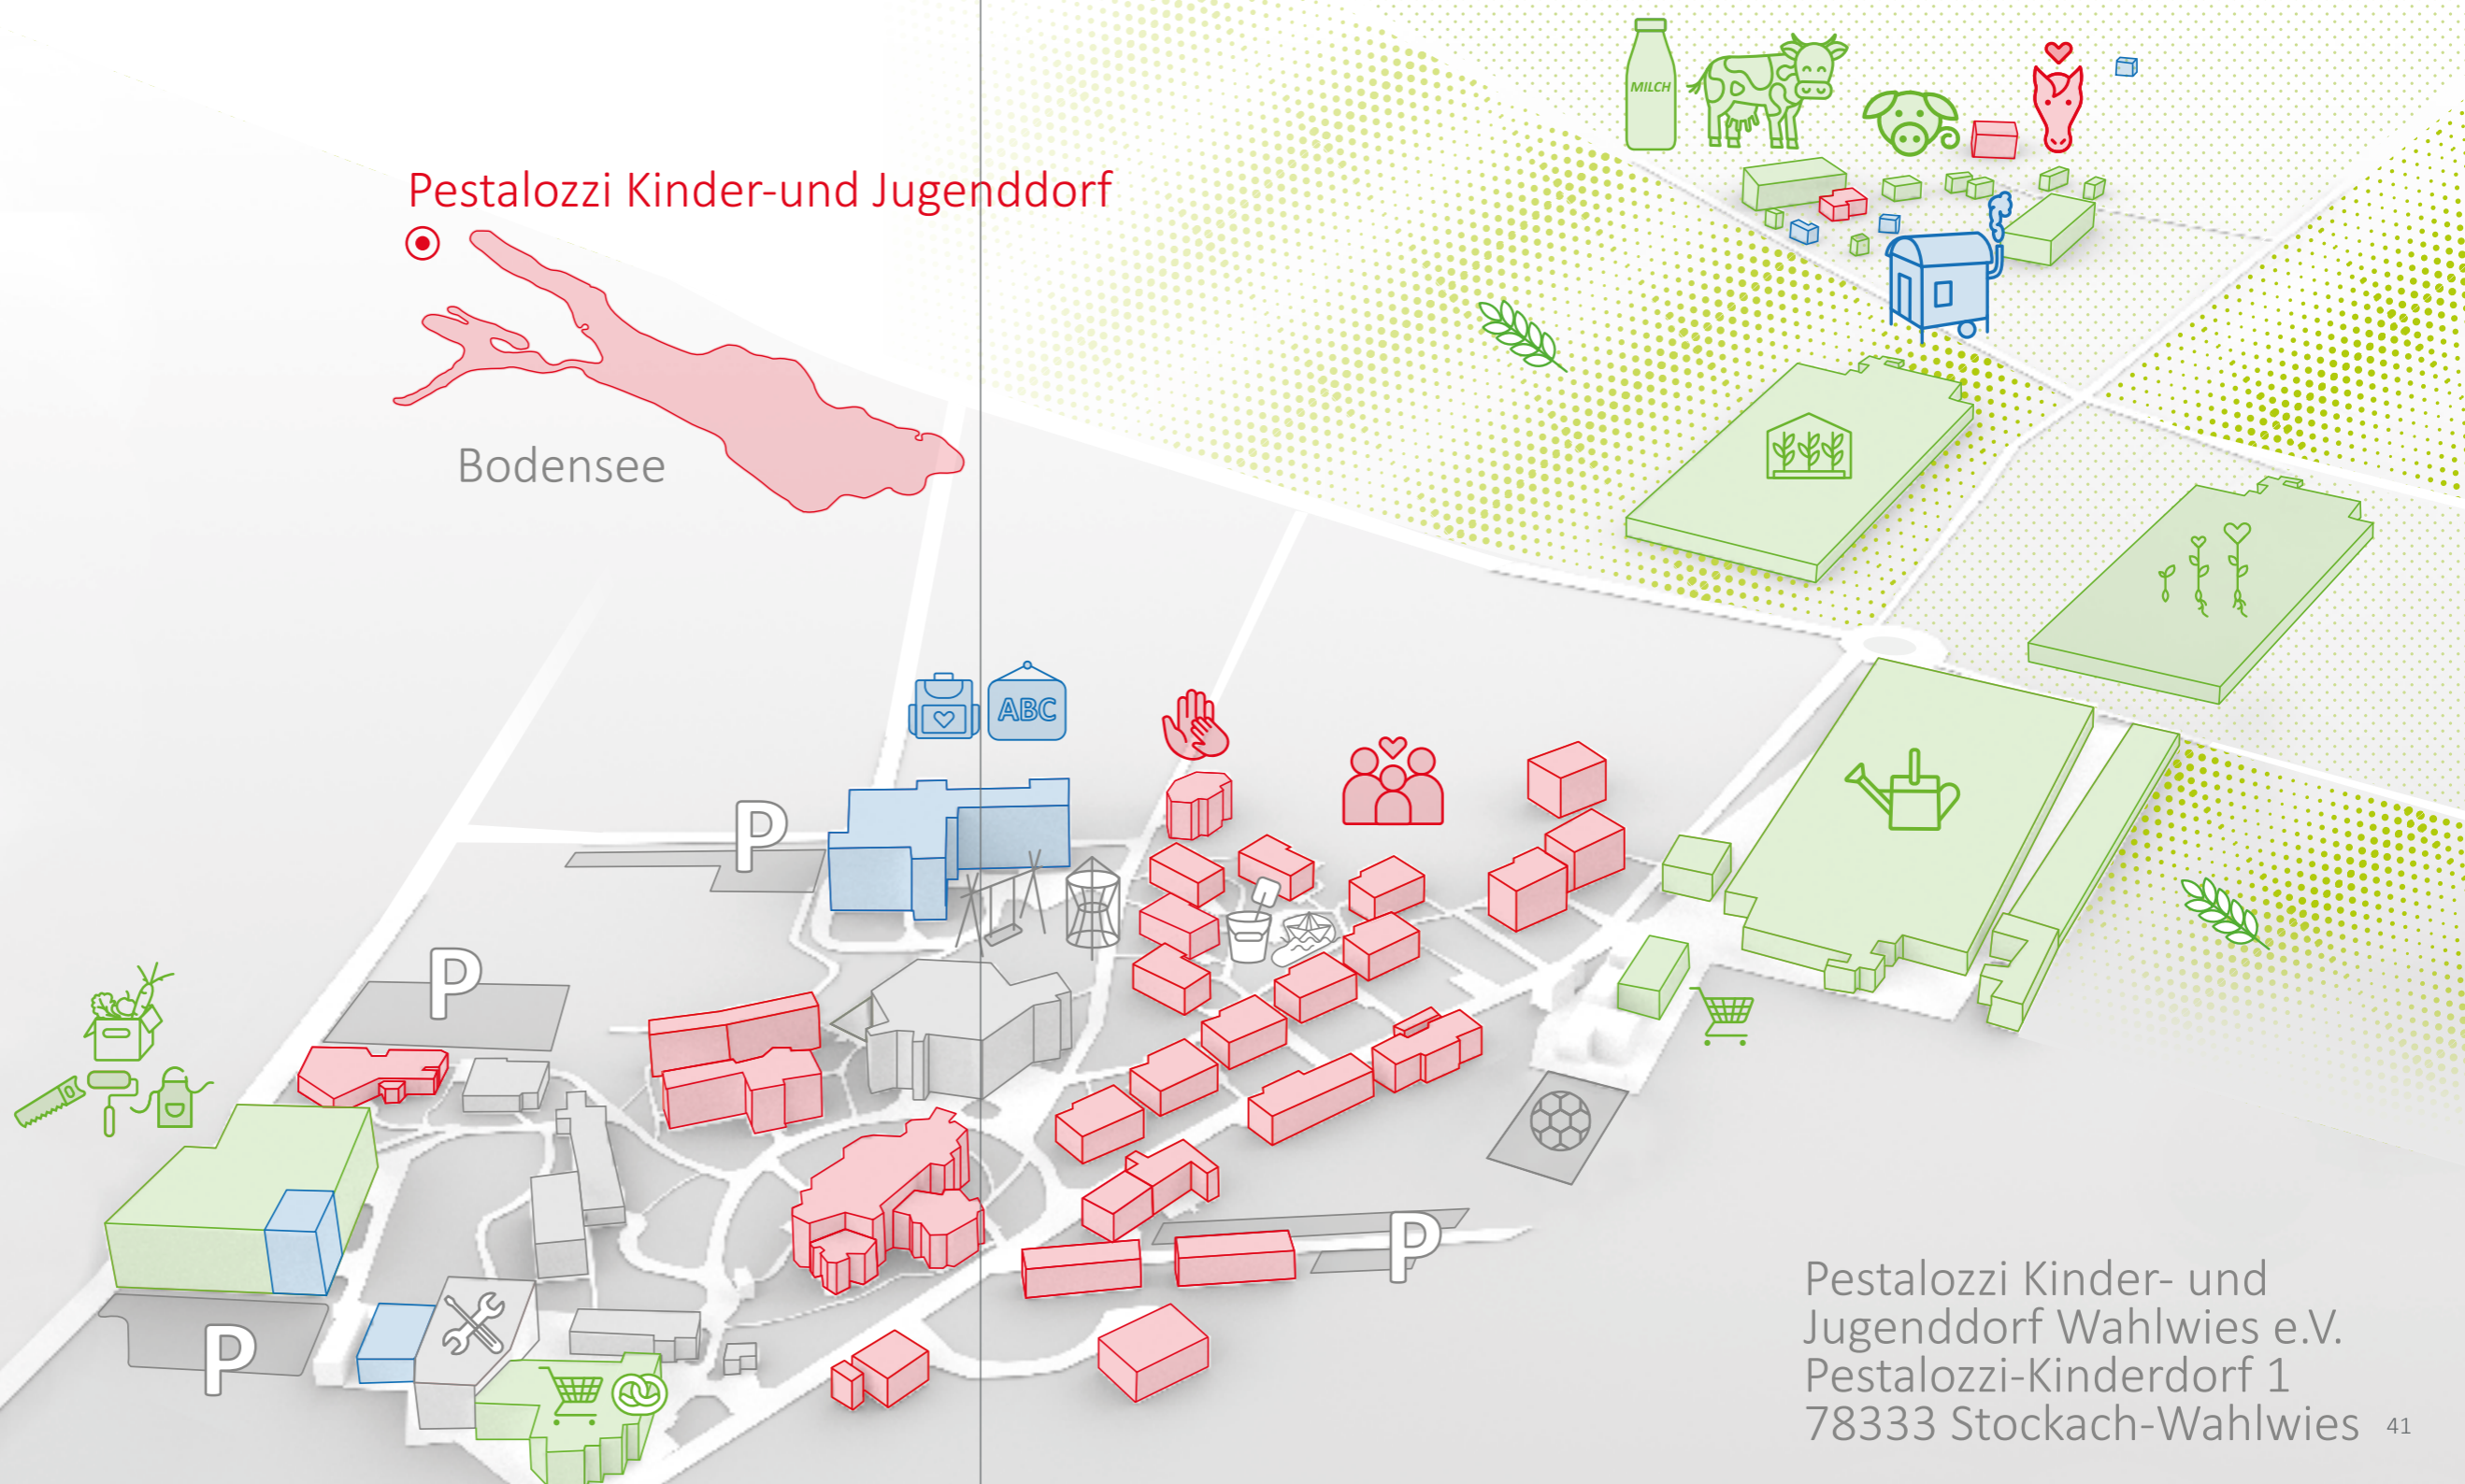 MILCH
Pestalozzi Kinder-und Jugenddorf
Bodensee
ABC
P
P
P
P
Pestalozzi Kinder- und
Jugenddorf Wahlwies e.V.
Pestalozzi-Kinderdorf 1
78333 Stockach-Wahlwies
41